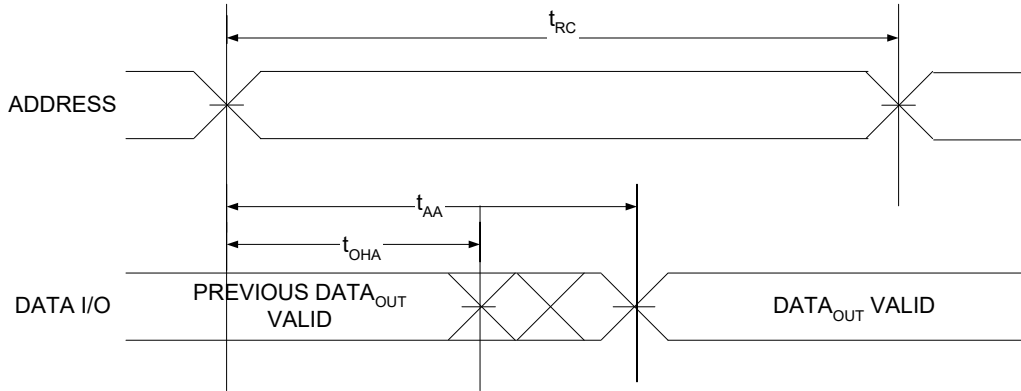 tRC
ADDRESS
tAA
tOHA
DATA I/O
PREVIOUS DATAOUT
VALID
DATAOUT VALID